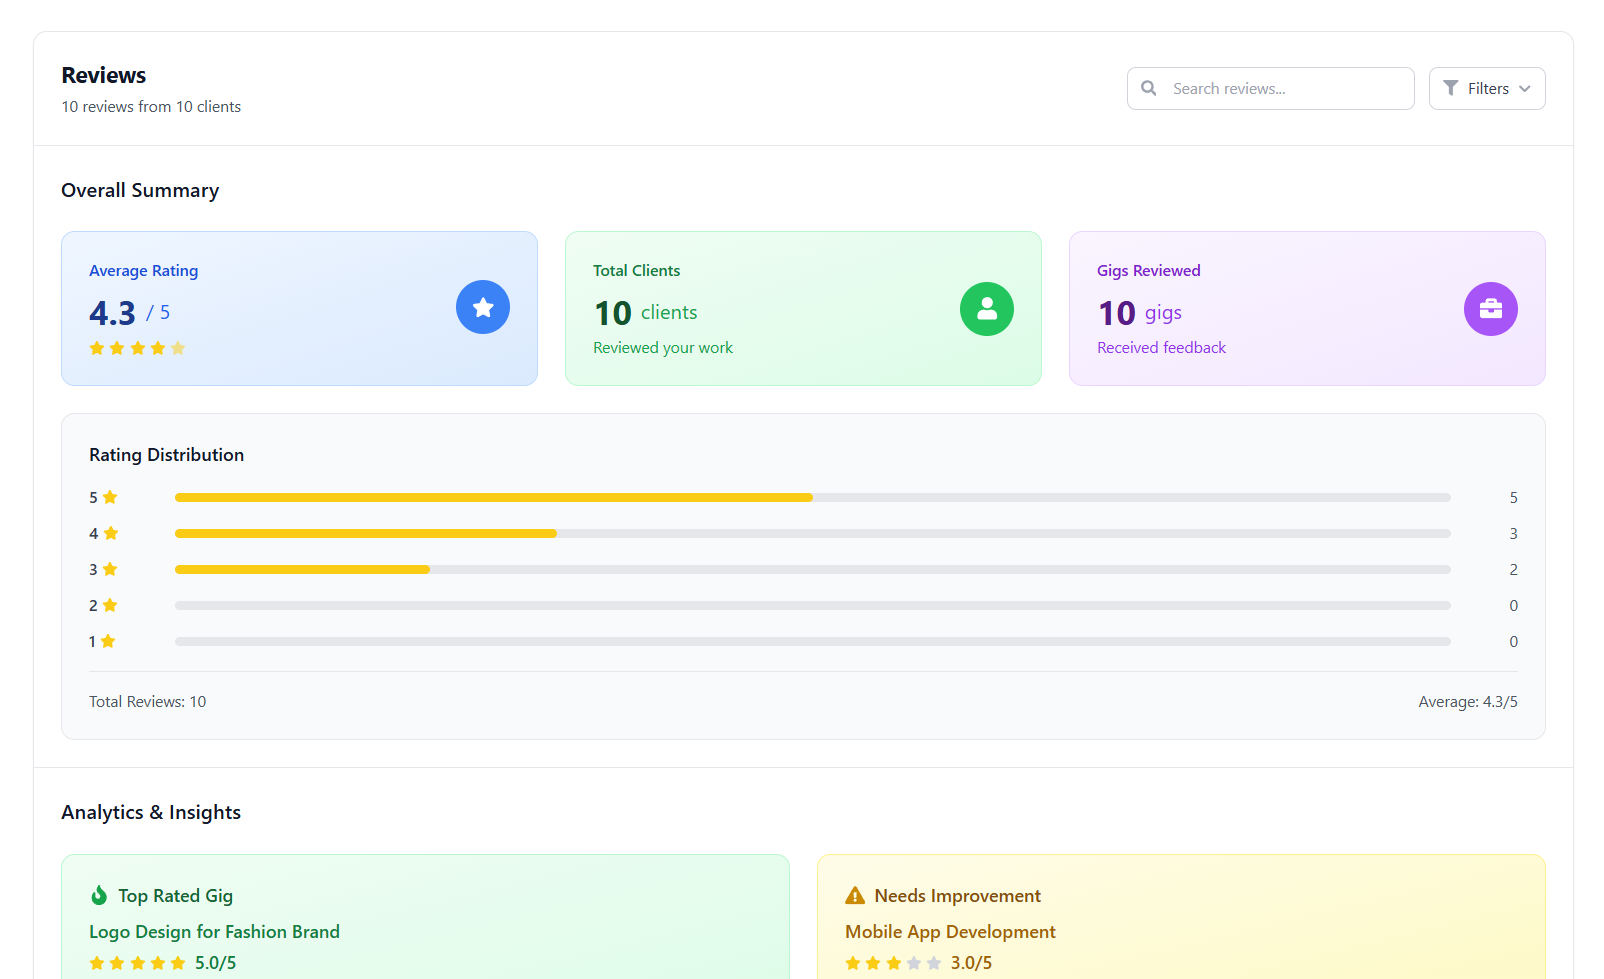 Reviews
10 reviews from 10 clients
Search reviews...
Filters
Overall Summary
Average Rating
4.3 / 5
Total Clients
10 clients
Reviewed your work
Gigs Reviewed
10 gigs
Received feedback
Rating Distribution
5 5
4 3
3 2
2 0
1 0
Total Reviews: 10
Average: 4.3/5
Analytics & Insights
Top Rated Gig
Logo Design for Fashion Brand
5.0/5
Needs Improvement
Mobile App Development
3.0/5